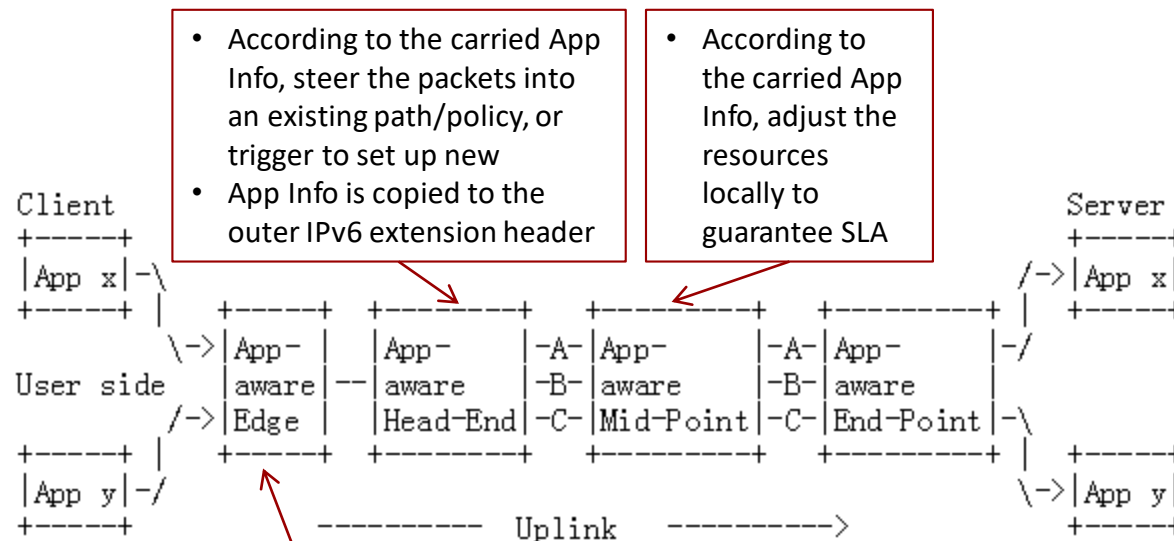 • According to the carried App
Info, steer the packets into
an existing path/policy, or
trigger to set up new
• App Info is copied to the
outer IPv6 extension header
• According to
the carried App
Info, adjust the
resources
locally to
guarantee SLA
Client
Server
+-----+
+-----+
|App x|-\
/->|App x|
+-----+ | +-----+ +---------+ +---------+ +---------+ | +-----+
\->|App- | |App- |-A-|App- |-A-|App- |-/
User side |aware|--|aware |-B-|aware |-B-|aware |
/->|Edge | |Head-End|-C-|Mid-Point|-C-|End-Point|-\
+-----+ | +-----+ +---------+ +---------+ +---------+ | +-----+
|App y|-/ \->|App y|
+-----+ ---------- Uplink ----------> +-----+